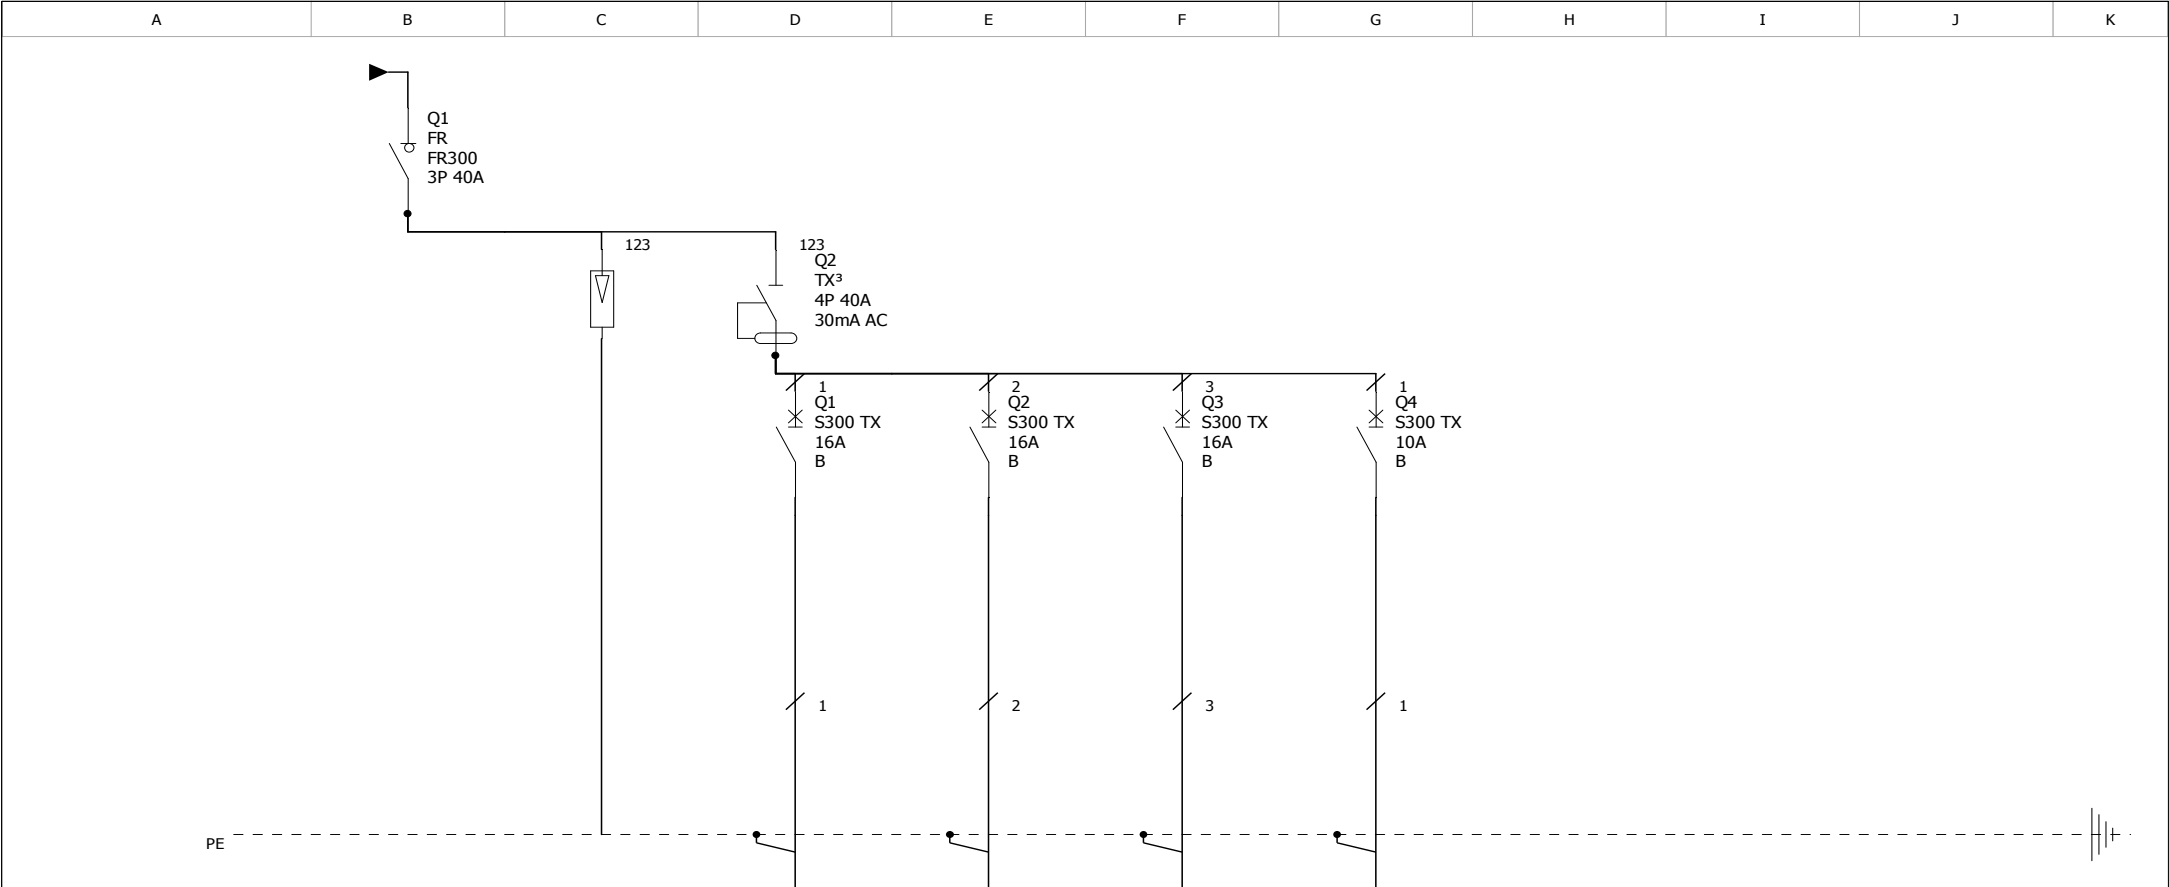 A B C D E F G H I J K
Q1
FR
FR300
3P 40A
123
123
Q2
TX³
4P 40A
30mA AC
1
Q1
S300 TX
16A
B
2
Q2
S300 TX
16A
B
3
Q3
S300 TX
16A
B
1
Q4
S300 TX
10A
B
1
2
3
1
PE